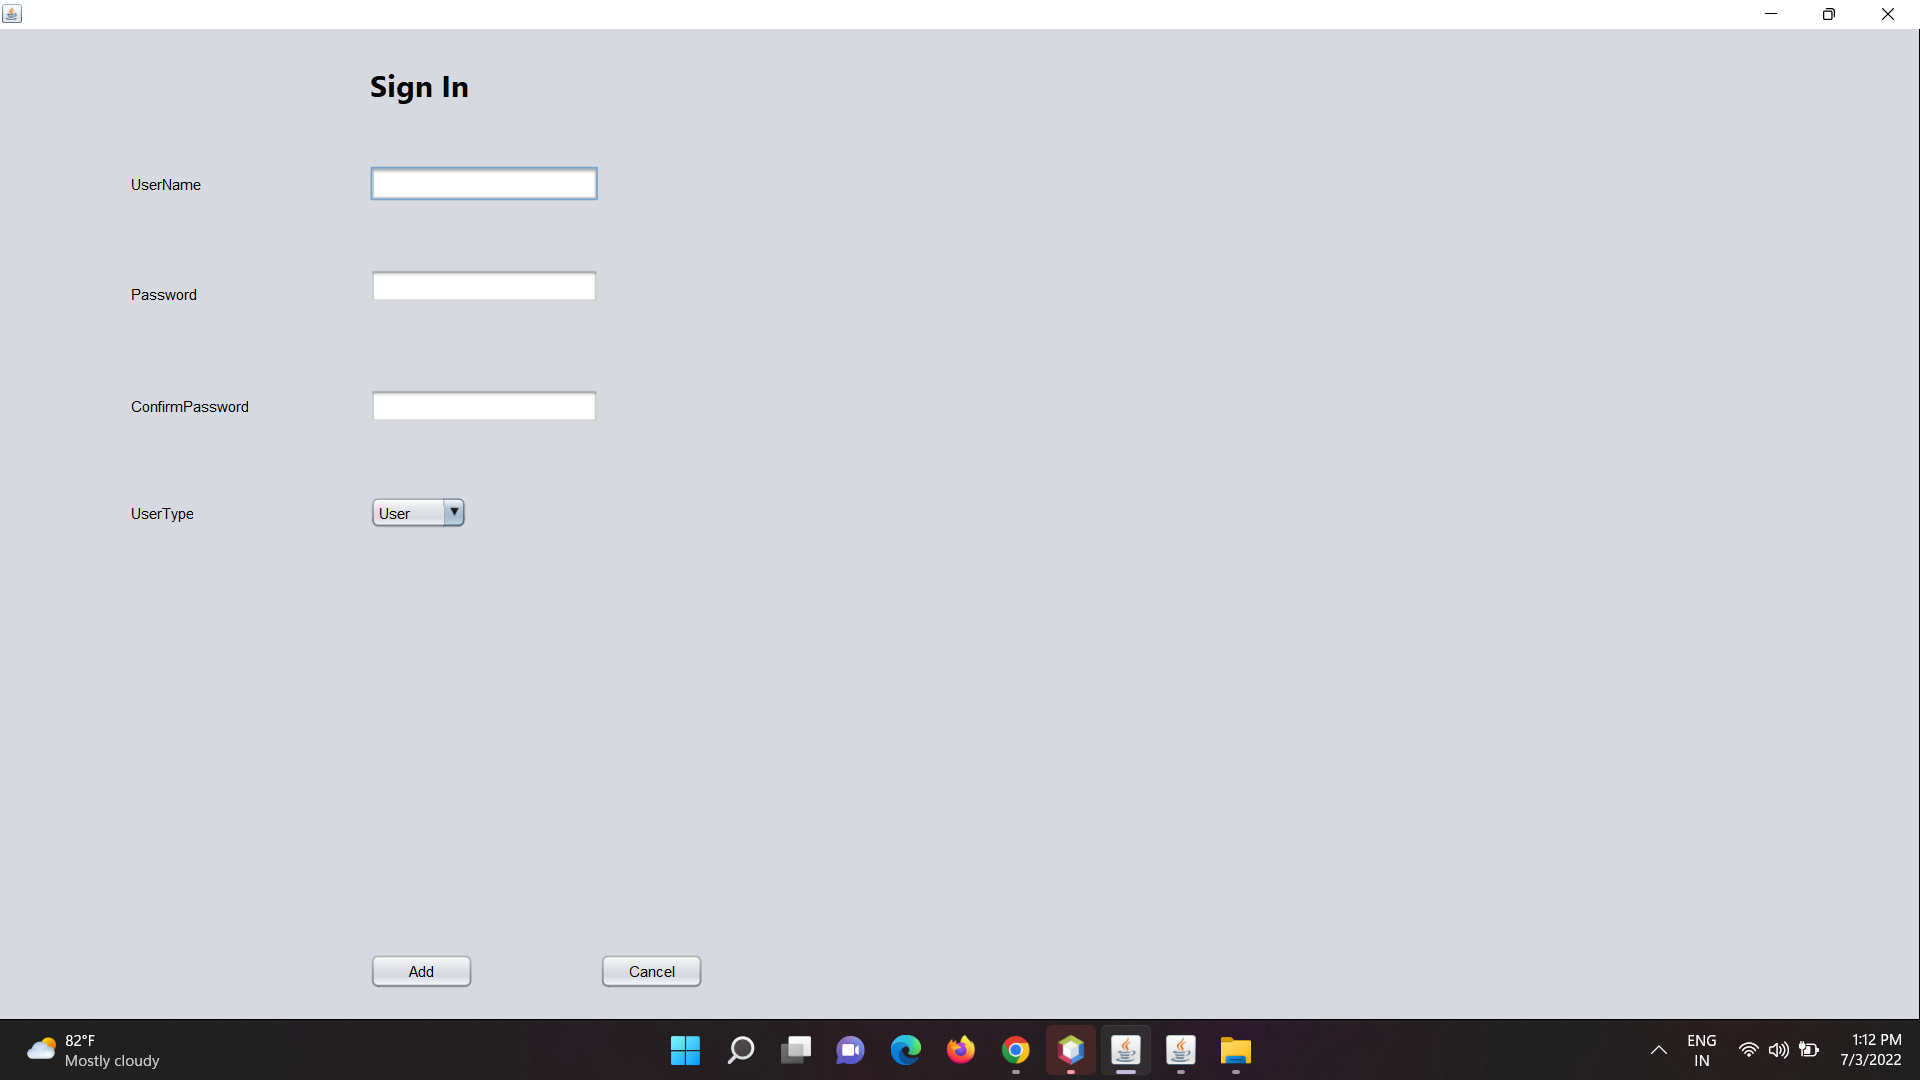 Sign In
UserName
Password
ConfirmPassword
UserType
User
Add
Cancel
82°F
Mostly cloudy
ENG
IN
1:12 PM
7/3/2022